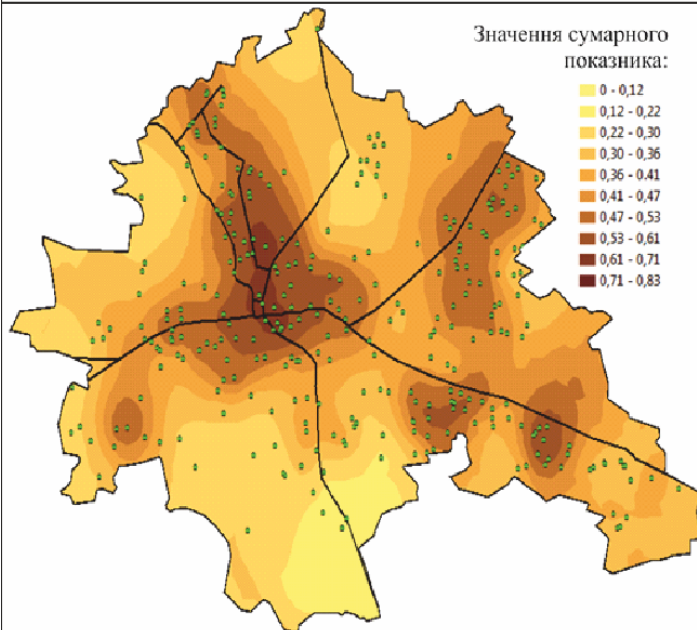 Значення сумарного
показника:
0 - 0,12
0,12 - 0,22
0,22 - 0,30
0,30 - 0,36
0,36 - 0,41
0,41 - 0,47
0,47 - 0,53
0,53 - 0,61
0,61 - 0,71
0,71 - 0,83